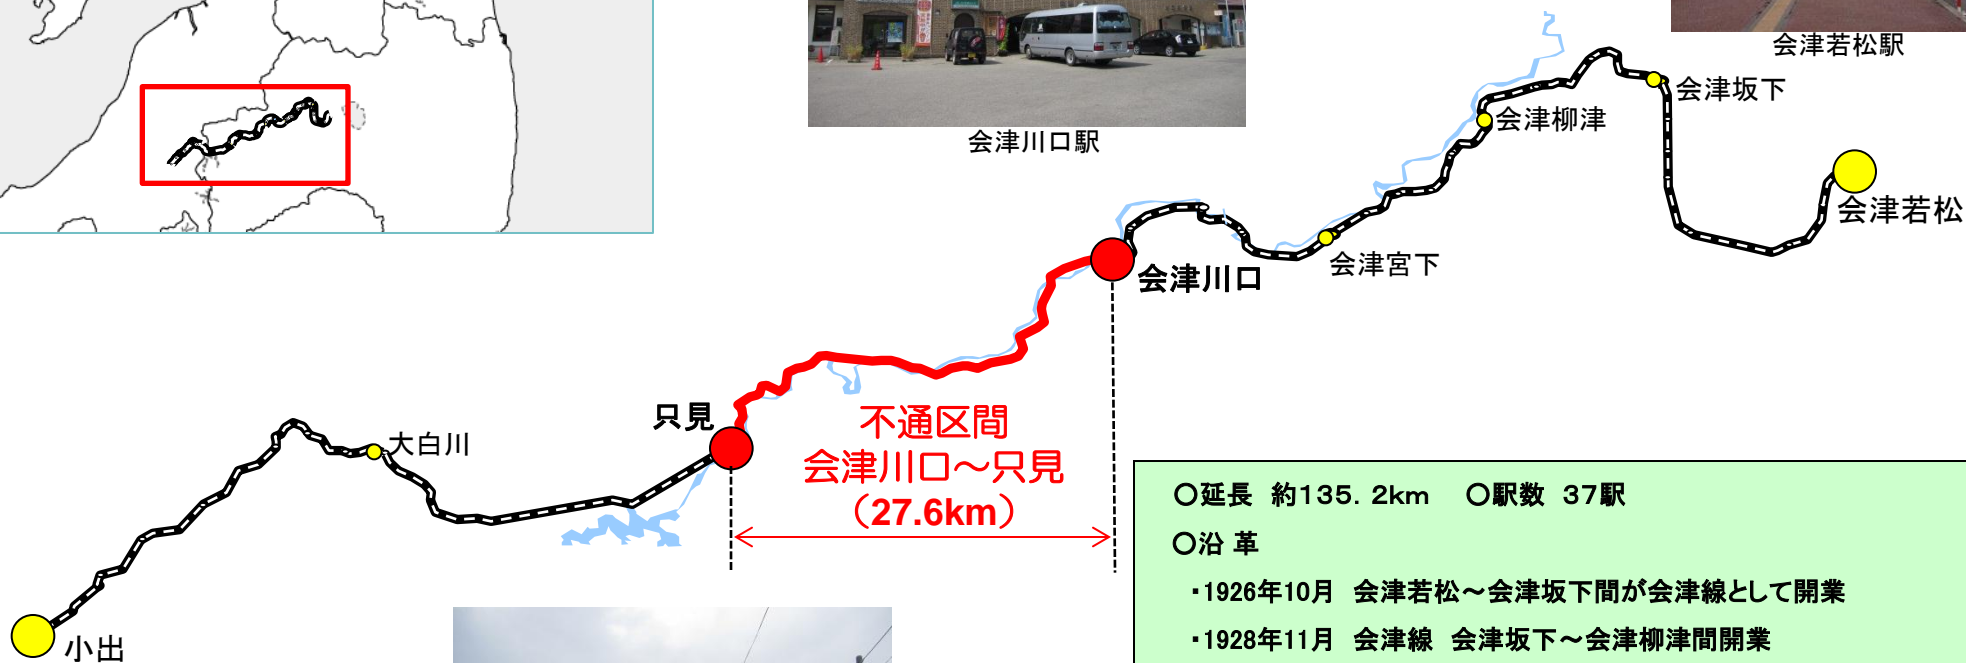 会津若松駅
会津川口駅
会津坂下
会津柳津
会津若松
会津宮下
会津川口
只見
大白川
小出
不通区間
会津川口～只見
（27.6km）
○延長 約135．2km ○駅数 37駅
○沿 革
・1926年10月 会津若松～会津坂下間が会津線として開業
・1928年11月 会津線 会津坂下～会津柳津間開業